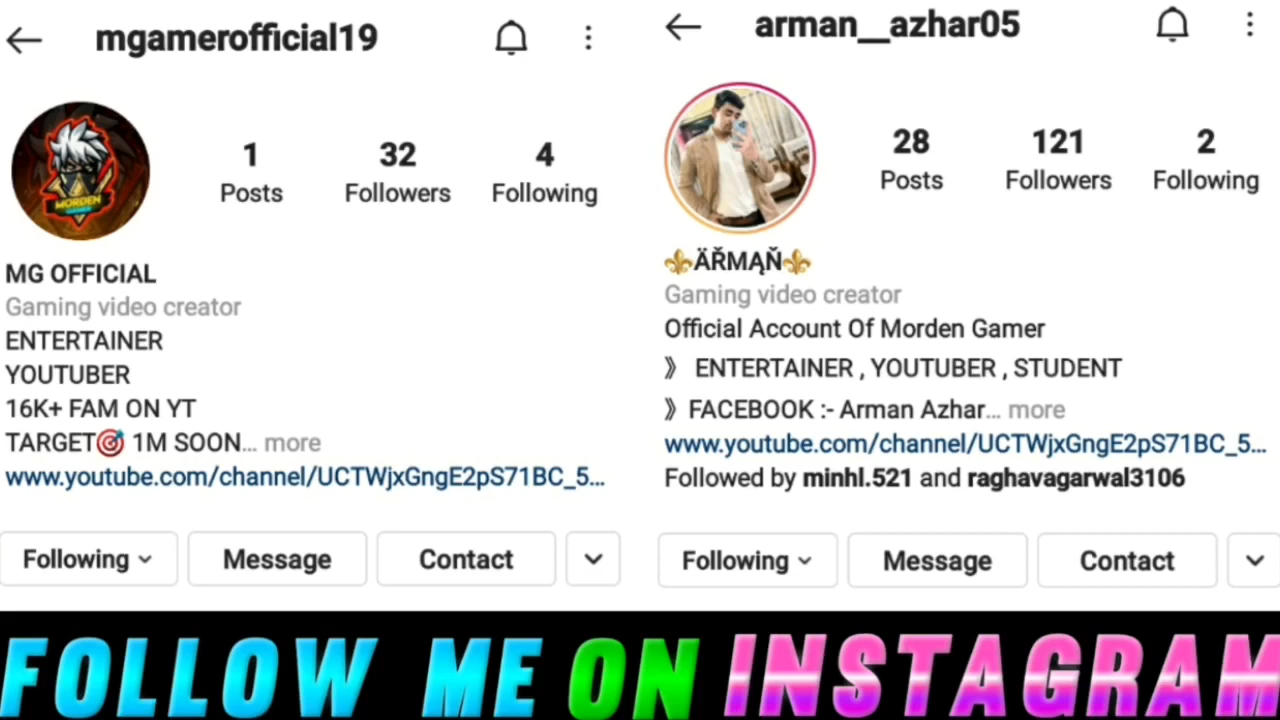 mgamerofficial19
1 32 4
Posts Followers Following
MORDEN
GAMER
MG OFFICIAL
Gaming video creator
ENTERTAINER
YOUTUBER
16K+ FAM ON YT
TARGET🎯 1M SOON... more
www.youtube.com/channel/UCTWjxGngE2pS71BC_5...
Following Message Contact
arman__azhar05
28 121 2
Posts Followers Following
⚜️ÄŘMĄŇ⚜️
Gaming video creator
Official Account Of Morden Gamer
》 ENTERTAINER , YOUTUBER , STUDENT
》FACEBOOK :- Arman Azhar... more
www.youtube.com/channel/UCTWjxGngE2pS71BC_5...
Followed by minhl.521 and raghavagarwal3106
Following Message Contact
FOLLOW ME ON INSTAGRAM